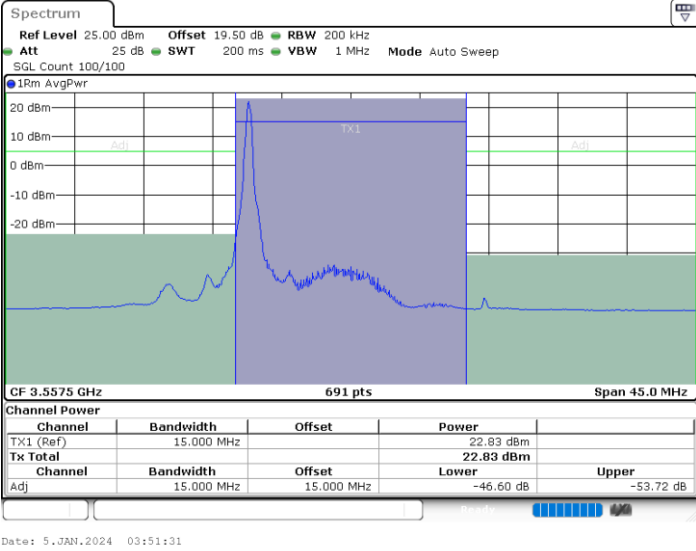 Spectrum
Ref Level 25.00 dBm Offset 19.50 dB RBW 200 kHz
Att 25 dB SWT 200 ms VBW 1 MHz Mode Auto Sweep
SGL Count 100/100
1Rm AvgPwr
20 dBm
TX1
10 dBm
Adj
Adj
0 dBm
-10 dBm
-20 dBm
CF 3.5575 GHz 691 pts Span 45.0 MHz
Channel Power
Channel Bandwidth Offset Power
TX1 (Ref) 15.000 MHz 22.83 dBm
Tx Total 22.83 dBm
Channel Bandwidth Offset Lower Upper
Adj 15.000 MHz 15.000 MHz -46.60 dB -53.72 dB
Ready
Date: 5.JAN.2024 03:51:31